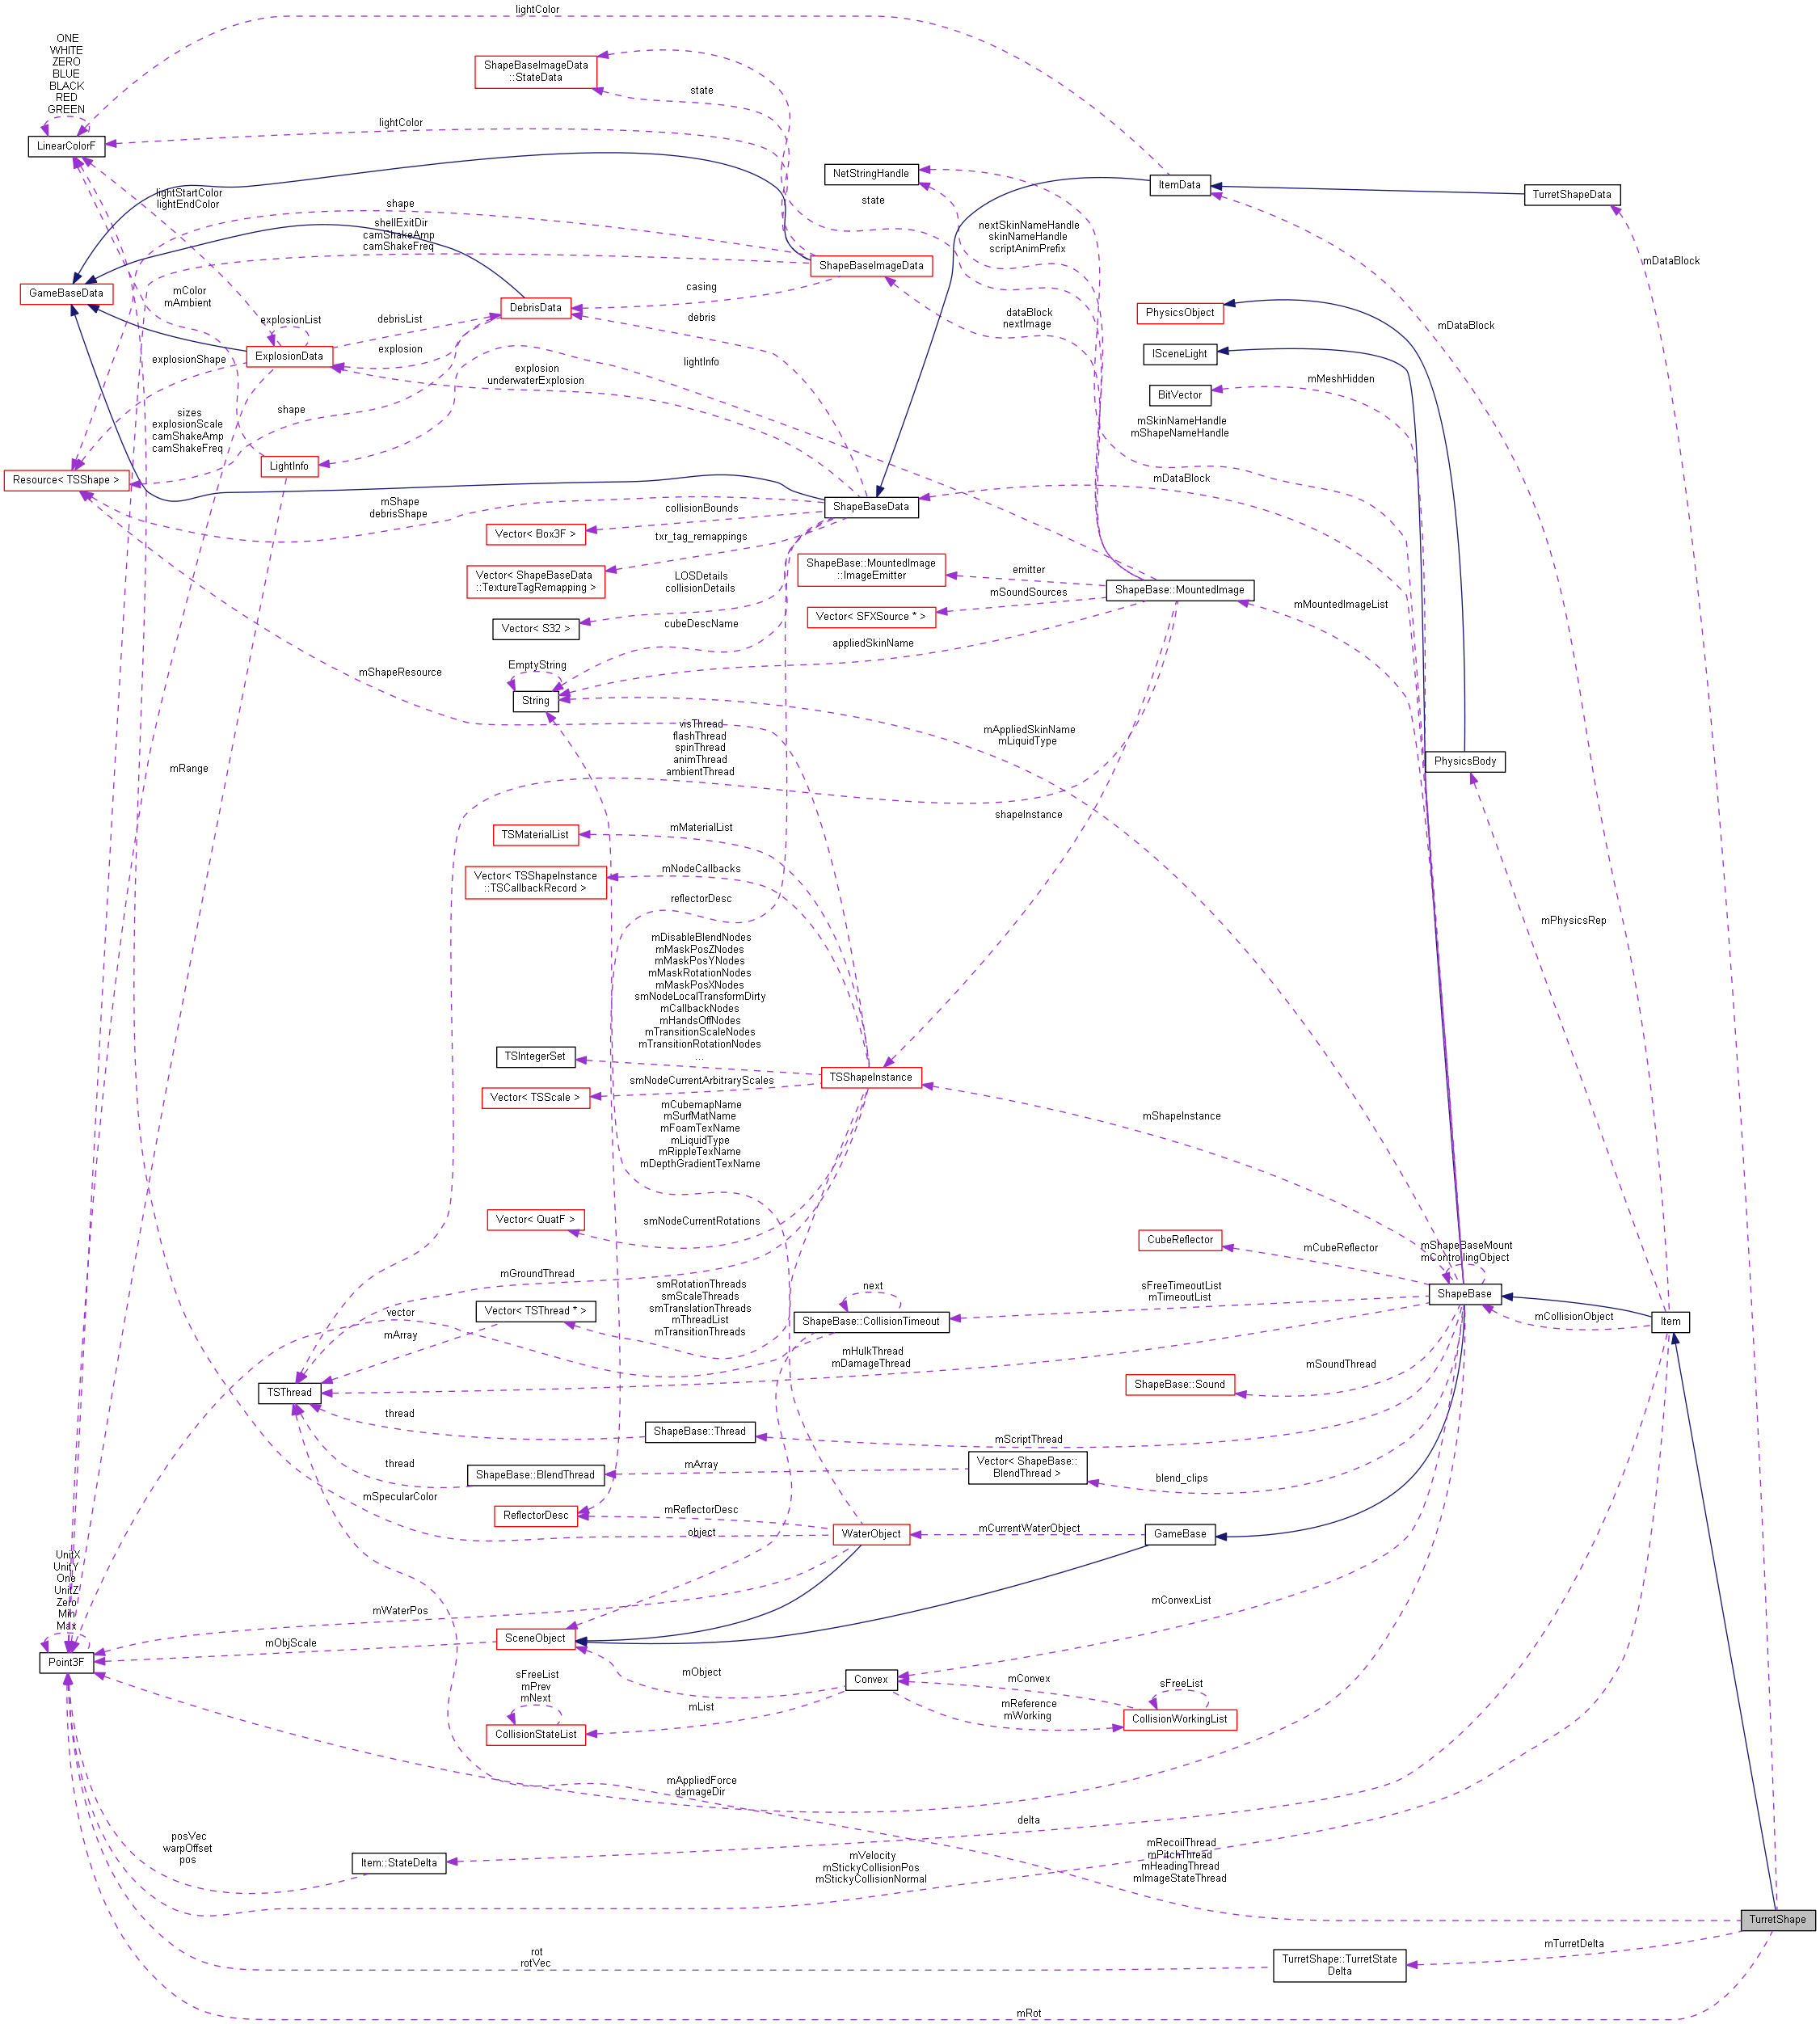 lightColor
ONE
WHITE
ZERO
BLUE
BLACK
RED
GREEN
ShapeBaseImageData
::StateData
state
lightColor
LinearColorF
NetStringHandle
ItemData
TurretShapeData
lightStartColor
lightEndColor
shape
state
shellExitDir
camShakeAmp
camShakeFreq
nextSkinNameHandle
skinNameHandle
scriptAnimPrefix
mDataBlock
ShapeBaseImageData
GameBaseData
mColor
mAmbient
casing
DebrisData
dataBlock
nextImage
PhysicsObject
mDataBlock
explosionList
debrisList
debris
ExplosionData
explosion
explosionShape
lightInfo
ISceneLight
explosion
underwaterExplosion
mMeshHidden
BitVector
sizes
explosionScale
camShakeAmp
camShakeFreq
shape
mSkinNameHandle
mShapeNameHandle
LightInfo
Resource< TSShape >
mDataBlock
mShape
debrisShape
collisionBounds
ShapeBaseData
Vector< Box3F >
txr_tag_remappings
Vector< ShapeBaseData
::TextureTagRemapping >
LOSDetails
collisionDetails
ShapeBase::MountedImage
::ImageEmitter
emitter
mSoundSources
ShapeBase::MountedImage
mMountedImageList
Vector< S32 >
cubeDescName
Vector< SFXSource * >
appliedSkinName
EmptyString
mShapeResource
String
visThread
flashThread
spinThread
animThread
ambientThread
mAppliedSkinName
mLiquidType
mRange
PhysicsBody
TSMaterialList
mMaterialList
shapeInstance
Vector< TSShapeInstance
::TSCallbackRecord >
mNodeCallbacks
reflectorDesc
mPhysicsRep
mDisableBlendNodes
mMaskPosZNodes
mMaskPosYNodes
mMaskRotationNodes
mMaskPosXNodes
smNodeLocalTransformDirty
mCallbackNodes
mHandsOffNodes
mTransitionScaleNodes
mTransitionRotationNodes
...
TSIntegerSet
TSShapeInstance
smNodeCurrentArbitraryScales
Vector< TSScale >
mCubemapName
mSurfMatName
mFoamTexName
mLiquidType
mRippleTexName
mDepthGradientTexName
mShapeInstance
Vector< QuatF >
smNodeCurrentRotations
CubeReflector
mCubeReflector
mShapeBaseMount
mControllingObject
mGroundThread
smRotationThreads
smScaleThreads
smTranslationThreads
mThreadList
mTransitionThreads
next
sFreeTimeoutList
mTimeoutList
ShapeBase
vector
Vector< TSThread * >
ShapeBase::CollisionTimeout
mCollisionObject
Item
mArray
mHulkThread
mDamageThread
mSoundThread
TSThread
ShapeBase::Sound
thread
ShapeBase::Thread
mScriptThread
thread
ShapeBase::BlendThread
mArray
Vector< ShapeBase::
BlendThread >
blend_clips
mSpecularColor
ReflectorDesc
mReflectorDesc
object
WaterObject
mCurrentWaterObject
GameBase
UnitX
UnitY
One
UnitZ
Zero
Min
Max
mWaterPos
mConvexList
SceneObject
mObjScale
Point3F
sFreeList
mPrev
mNext
mObject
Convex
mConvex
sFreeList
mList
mReference
mWorking
CollisionStateList
CollisionWorkingList
mAppliedForce
damageDir
delta
posVec
warpOffset
pos
Item::StateDelta
mVelocity
mStickyCollisionPos
mStickyCollisionNormal
mRecoilThread
mPitchThread
mHeadingThread
mImageStateThread
TurretShape
rot
rotVec
TurretShape::TurretState
Delta
mTurretDelta
mRot